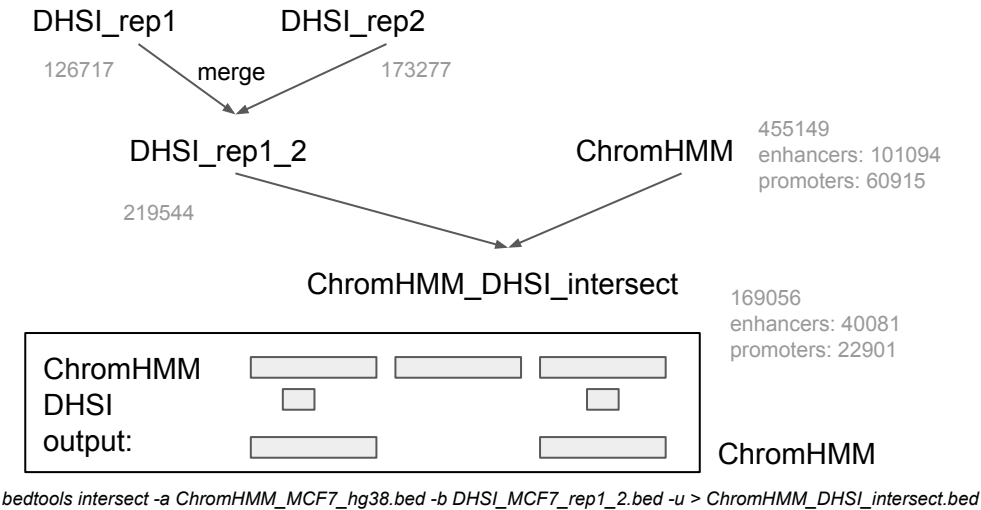 DHSI_rep1
DHSI_rep2
126717
merge
173277
DHSI_rep1_2
ChromHMM
455149
enhancers: 101094
promoters: 60915
219544
ChromHMM_DHSI_intersect
169056
enhancers: 40081
promoters: 22901
ChromHMM
DHSI
output:
ChromHMM
bedtools intersect -a ChromHMM_MCF7_hg38.bed -b DHSI_MCF7_rep1_2.bed -u > ChromHMM_DHSI_intersect.bed